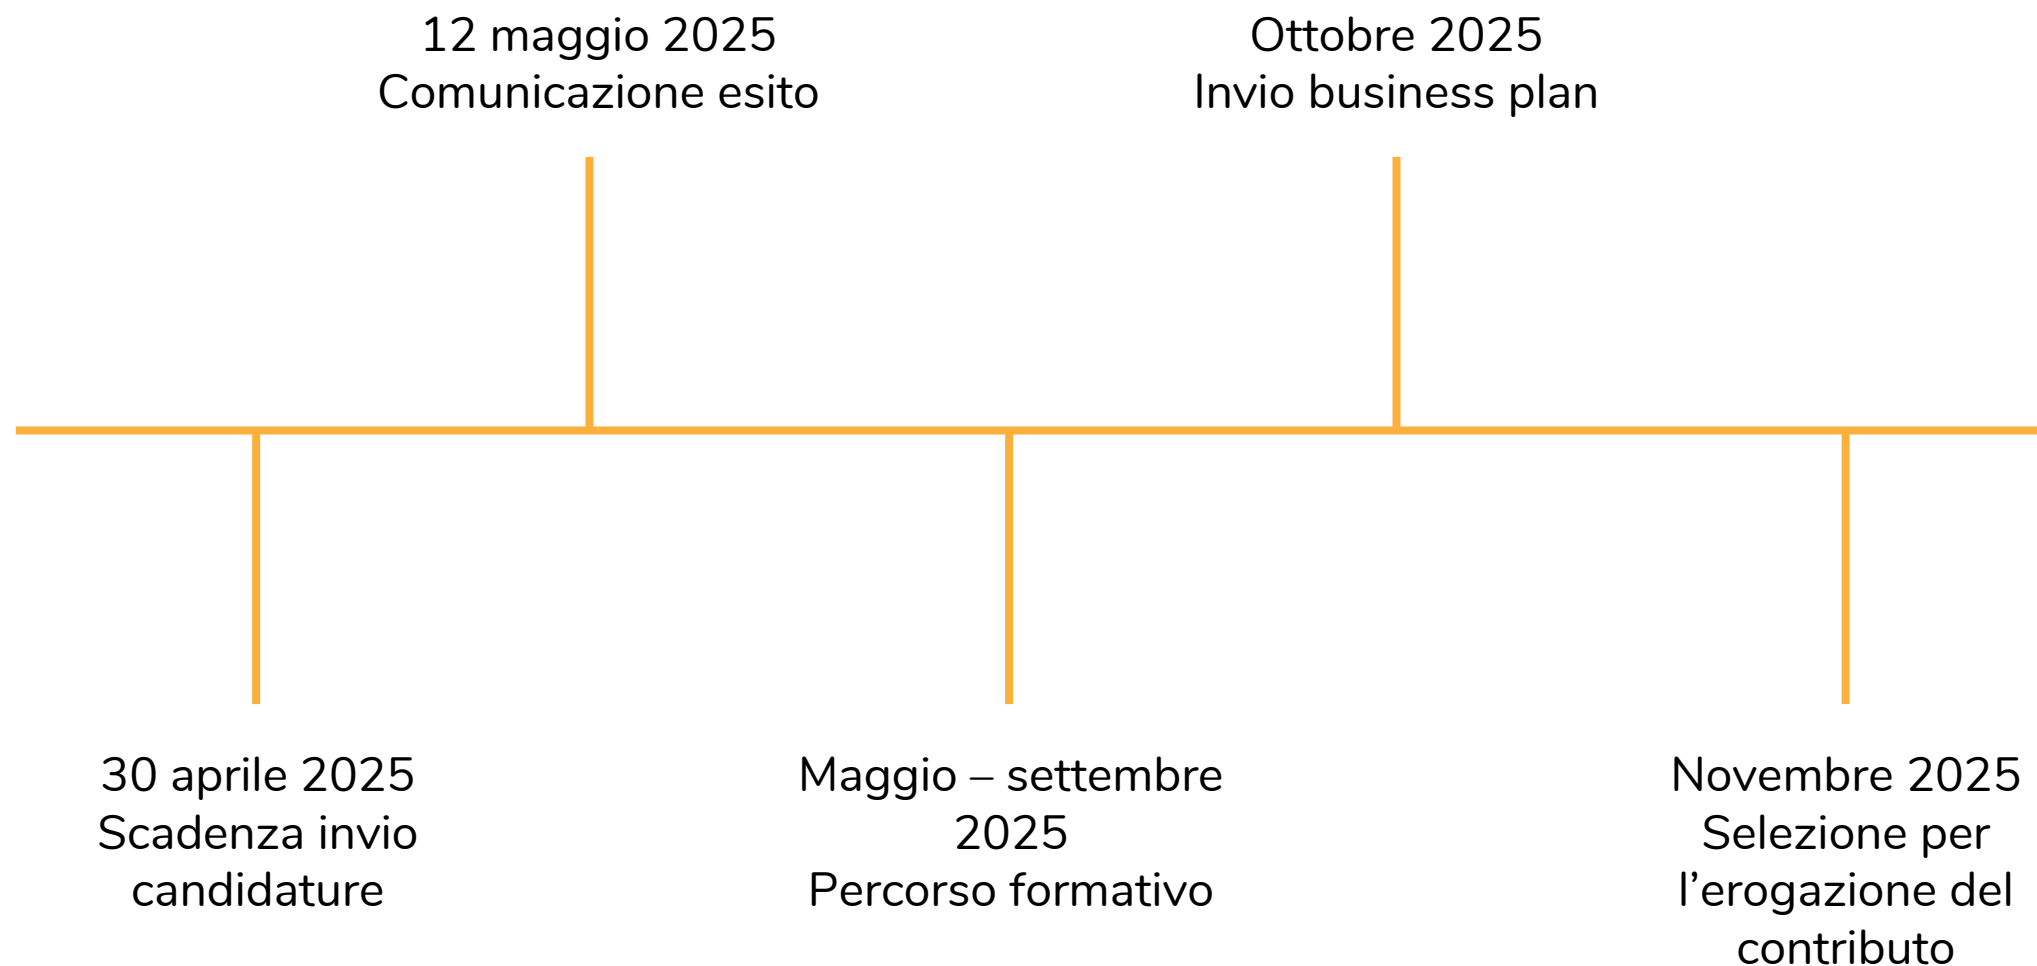 12 maggio 2025
Comunicazione esito
Ottobre 2025
Invio business plan
30 aprile 2025
Scadenza invio
candidature
Maggio – settembre
2025
Percorso formativo
Novembre 2025
Selezione per
l’erogazione del
contributo